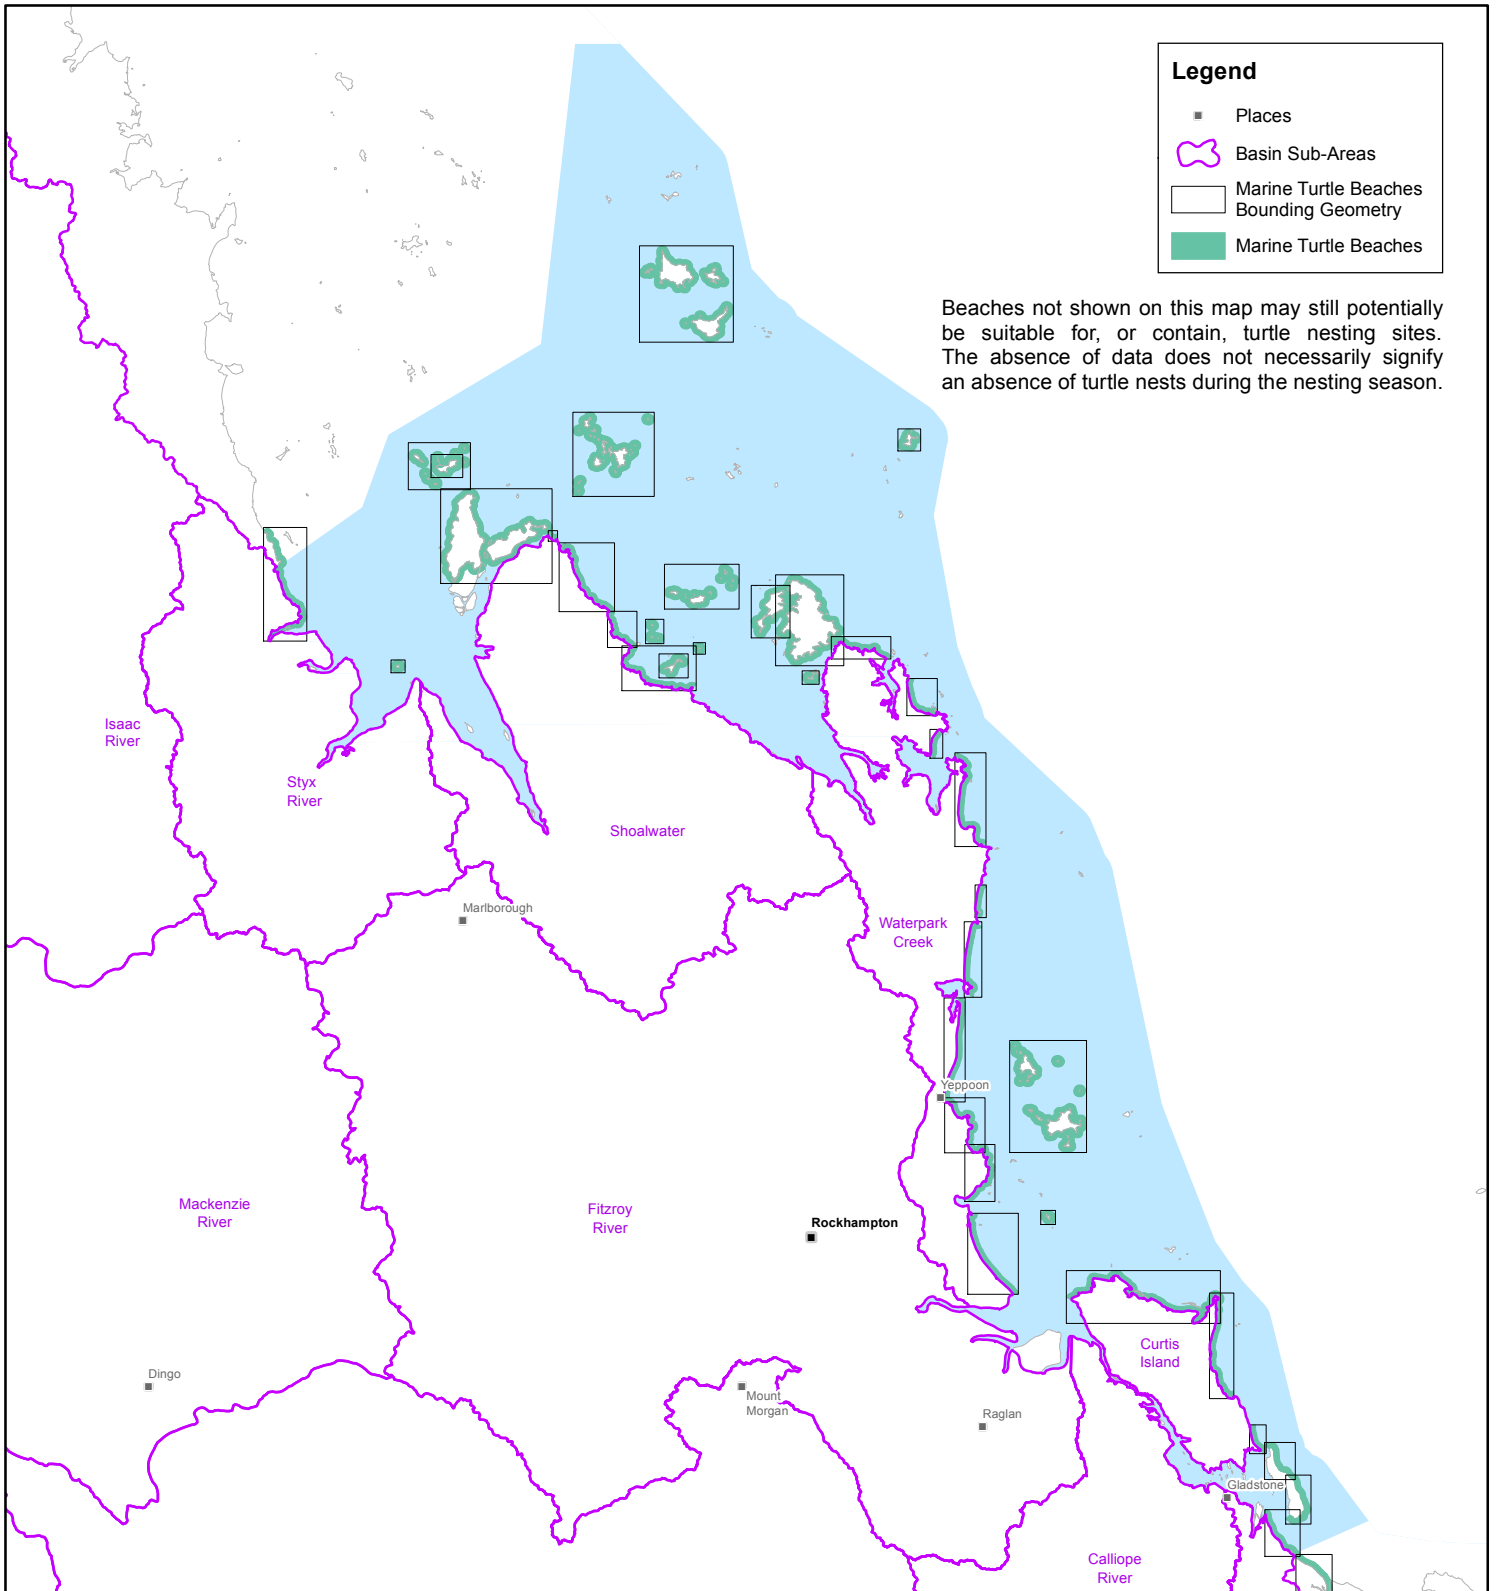 Legend
Places
Basin Sub-Areas
Marine Turtle Beaches
Bounding Geometry
Marine Turtle Beaches
Beaches not shown on this map may still potentially
be suitable for, or contain, turtle nesting sites.
The absence of data does not necessarily signify
an absence of turtle nests during the nesting season.
Isaac
River
Styx
River
Shoalwater
Marlborough
Waterpark
Creek
Yeppoon
Mackenzie
River
Fitzroy
River
Rockhampton
Curtis
Island
Dingo
Mount
Morgan
Raglan
Gladstone
Calliope
River